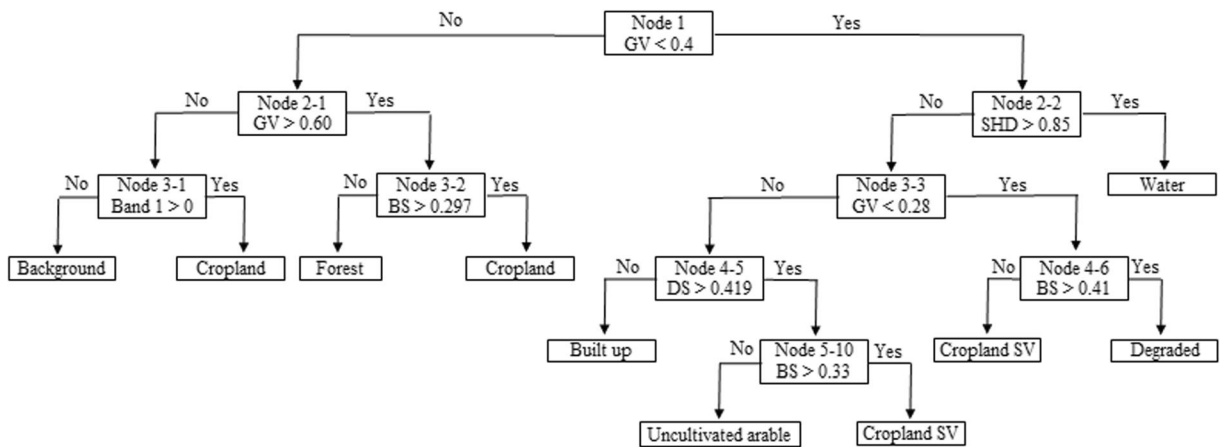 No
Node 1
GV < 0.4
Yes
No
Node 2-1
GV > 0.60
Yes
No
Node 2-2
SHD > 0.85
Yes
No
Node 3-1
Band 1 > 0
Yes
No
Node 3-2
BS > 0.297
Yes
No
Node 3-3
GV < 0.28
Yes
Water
Background
Cropland
Forest
Cropland
No
Node 4-5
DS > 0.419
Yes
No
Node 4-6
BS > 0.41
Yes
Built up
No
Node 5-10
BS > 0.33
Yes
Cropland SV
Degraded
Uncultivated arable
Cropland SV